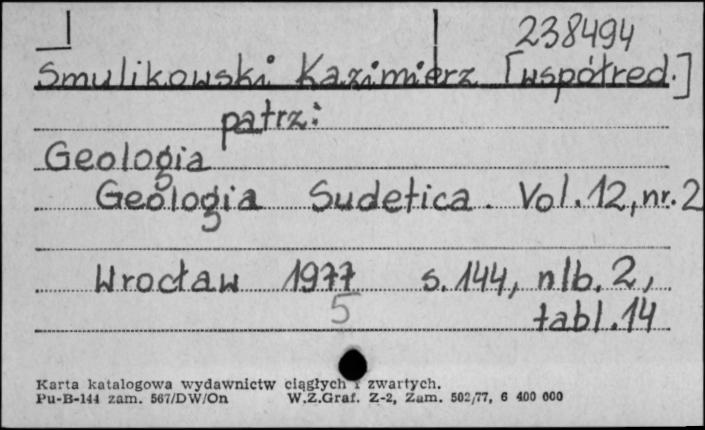 238494
Smulikowski Kazimierz [współred.]
patrz:
Geologia
Geologia Sudetica. Vol. 12, nr. 2
Wrocław 1977 s. 144, nlb. 2,
5 tabl. 14
Karta katalogowa wydawnictw ciągłych i zwartych.
Pu-B-144 zam. 567/DW/On W.Z.Graf. Z-2, Zam. 502/77, 6 400 000